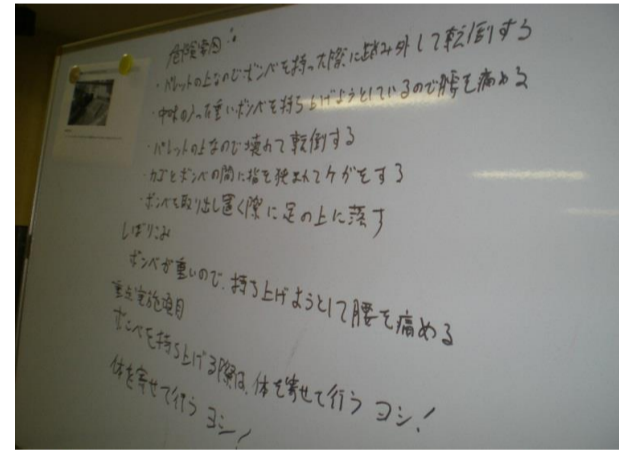 危険要因:
・パレットの上なのでボンベを持った際に踏み外して転倒する
・中味の入った重いボンベを持ち上げようとしているので腰を痛める
・パレットの上なので壊れて転倒する
・カゴとボンベの間に指を挟まれてケガをする
・ボンベを取り出し置く際に足の上に落す
しぼりこみ
ボンベが重いので、持ち上げようとして腰を痛める
重点実施項目
ボンベを持ち上げる際は、体を寄せて行う ヨシ!
体を寄せて行う ヨシ!